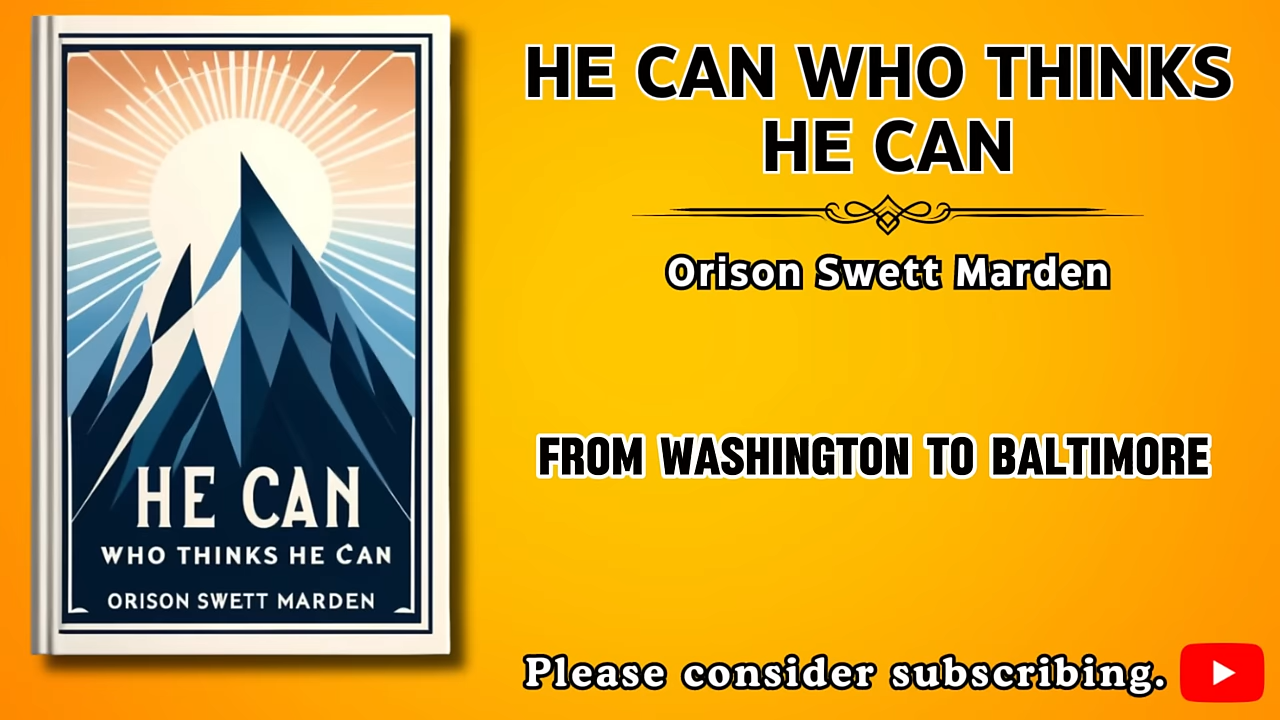 HE CAN
WHO THINKS HE CAN
ORISON SWETT MARDEN
HE CAN WHO THINKS
HE CAN
Orison Swett Marden
FROM WASHINGTON TO BALTIMORE
Please consider subscribing.